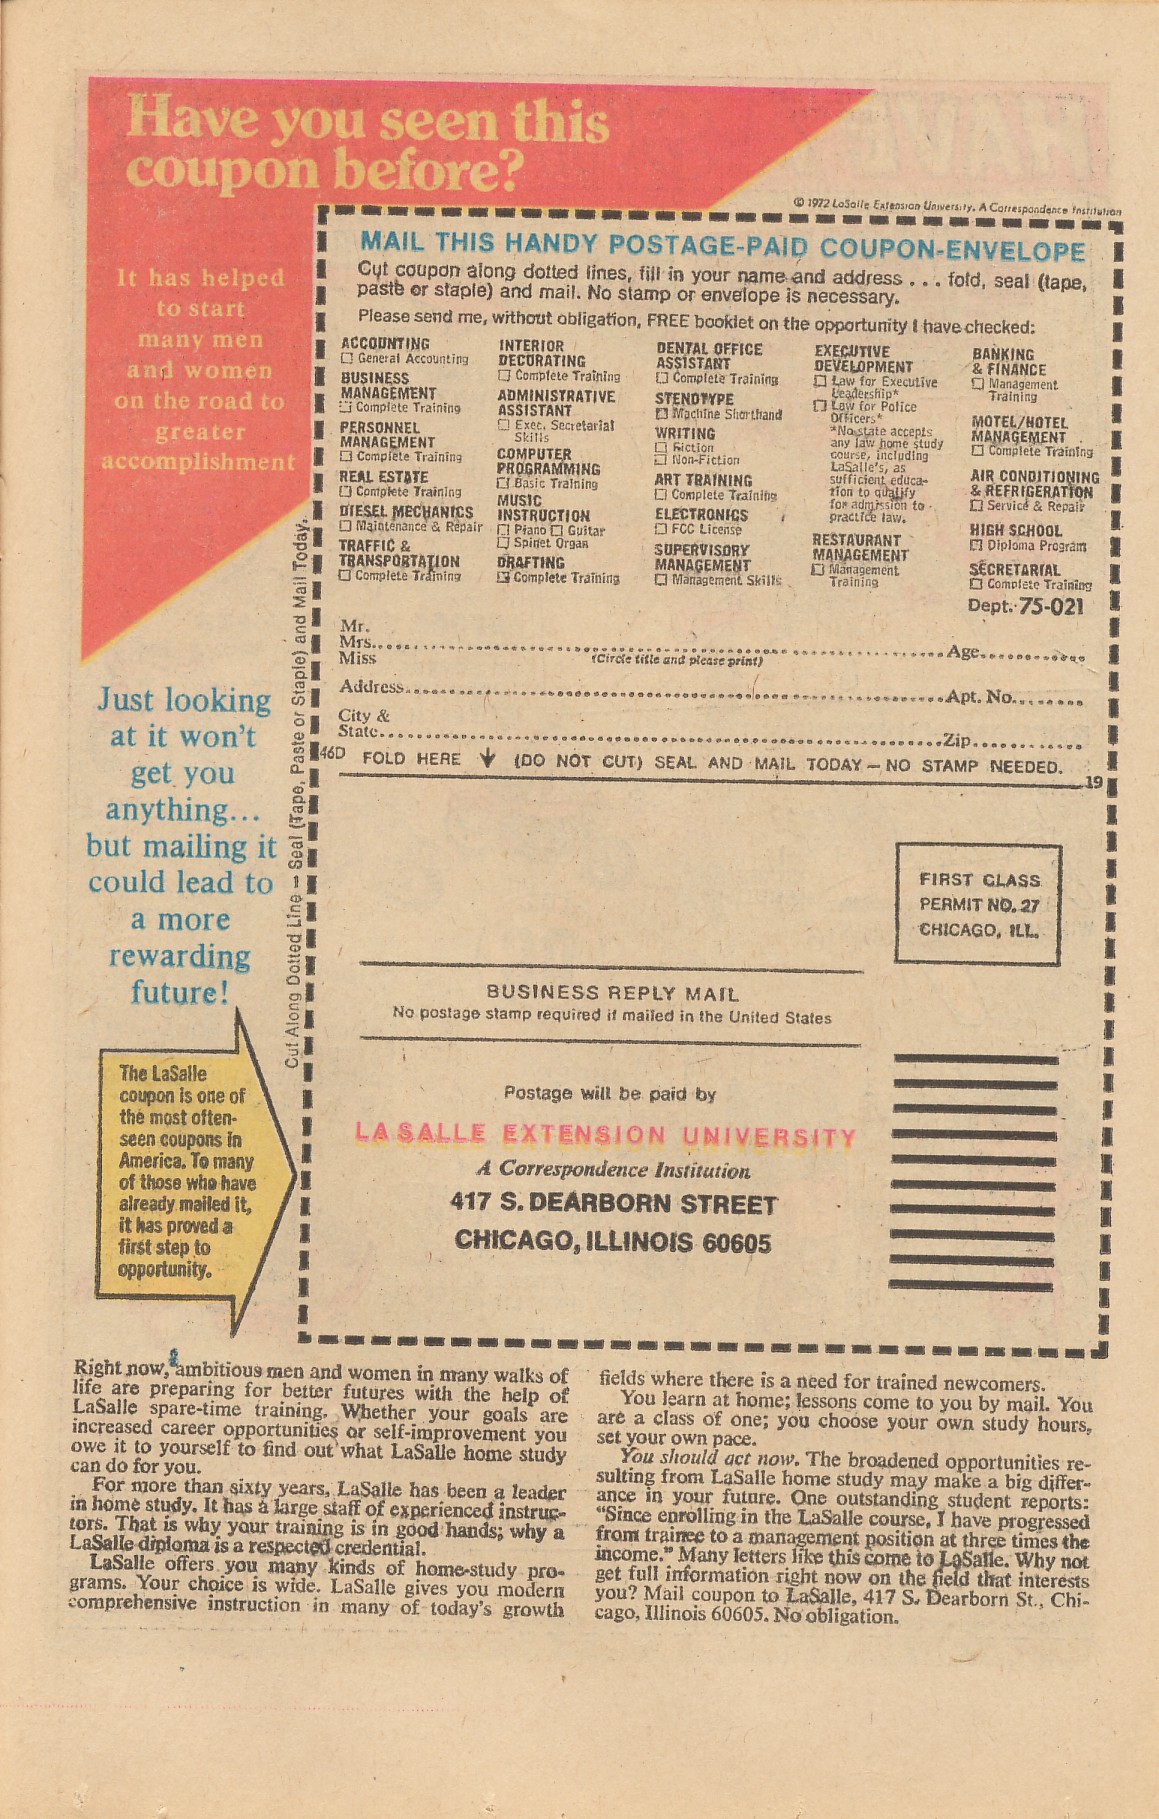 Have you seen this
coupon before?
It has helped
to start
many men
and women
on the road to
greater
accomplishment
© 1972 LaSalle Extension University. A Correspondence Institution
MAIL THIS HANDY POSTAGE-PAID COUPON-ENVELOPE
Cut coupon along dotted lines, fill in your name and address . . . fold, seal (tape,
paste or staple) and mail. No stamp or envelope is necessary.
Please send me, without obligation, FREE booklet on the opportunity I have checked:
ACCOUNTING
☐ General Accounting
BUSINESS
MANAGEMENT
☐ Complete Training
PERSONNEL
MANAGEMENT
☐ Complete Training
REAL ESTATE
☐ Complete Training
DIESEL MECHANICS
☐ Maintenance & Repair
TRAFFIC &
TRANSPORTATION
☐ Complete Training
INTERIOR
DECORATING
☐ Complete Training
ADMINISTRATIVE
ASSISTANT
☐ Exec. Secretarial
Skills
COMPUTER
PROGRAMMING
☐ Basic Training
MUSIC
INSTRUCTION
☐ Piano ☐ Guitar
☐ Spinet Organ
DRAFTING
☐ Complete Training
DENTAL OFFICE
ASSISTANT
☐ Complete Training
STENOTYPE
☐ Machine Shorthand
WRITING
☐ Fiction
☐ Non-Fiction
ART TRAINING
☐ Complete Training
ELECTRONICS
☐ FCC License
SUPERVISORY
MANAGEMENT
☐ Management Skills
EXECUTIVE
DEVELOPMENT
☐ Law for Executive
Leadership*
☐ Law for Police
Officers*
*No state accepts
any law home study
course, including
LaSalle's, as
sufficient educa-
tion to qualify
for admission to
practice law.
RESTAURANT
MANAGEMENT
☐ Management
Training
BANKING
& FINANCE
☐ Management
Training
MOTEL/HOTEL
MANAGEMENT
☐ Complete Training
AIR CONDITIONING
& REFRIGERATION
☐ Service & Repair
HIGH SCHOOL
☐ Diploma Program
SECRETARIAL
☐ Complete Training
Dept. 75-021
Mr.
Mrs. Age
Miss (Circle title and please print)
Address Apt. No.
City &
State Zip
46D FOLD HERE ↓ (DO NOT CUT) SEAL AND MAIL TODAY — NO STAMP NEEDED.
19
Cut Along Dotted Line — Seal (Tape, Paste or Staple) and Mail Today.
Just looking
at it won't
get you
anything...
but mailing it
could lead to
a more
rewarding
future!
FIRST CLASS
PERMIT NO. 27
CHICAGO, ILL.
BUSINESS REPLY MAIL
No postage stamp required if mailed in the United States
Postage will be paid by
LA SALLE EXTENSION UNIVERSITY
A Correspondence Institution
417 S. DEARBORN STREET
CHICAGO, ILLINOIS 60605
The LaSalle
coupon is one of
the most often-
seen coupons in
America. To many
of those who have
already mailed it,
it has proved a
first step to
opportunity.
Right now, ambitious men and women in many walks of
life are preparing for better futures with the help of
LaSalle spare-time training. Whether your goals are
increased career opportunities or self-improvement you
owe it to yourself to find out what LaSalle home study
can do for you.
For more than sixty years, LaSalle has been a leader
in home study. It has a large staff of experienced instruc-
tors. That is why your training is in good hands; why a
LaSalle diploma is a respected credential.
LaSalle offers you many kinds of home-study pro-
grams. Your choice is wide. LaSalle gives you modern
comprehensive instruction in many of today's growth
fields where there is a need for trained newcomers.
You learn at home; lessons come to you by mail. You
are a class of one; you choose your own study hours,
set your own pace.
You should act now. The broadened opportunities re-
sulting from LaSalle home study may make a big differ-
ance in your future. One outstanding student reports:
"Since enrolling in the LaSalle course, I have progressed
from trainee to a management position at three times the
income." Many letters like this come to LaSalle. Why not
get full information right now on the field that interests
you? Mail coupon to LaSalle, 417 S. Dearborn St., Chi-
cago, Illinois 60605. No obligation.